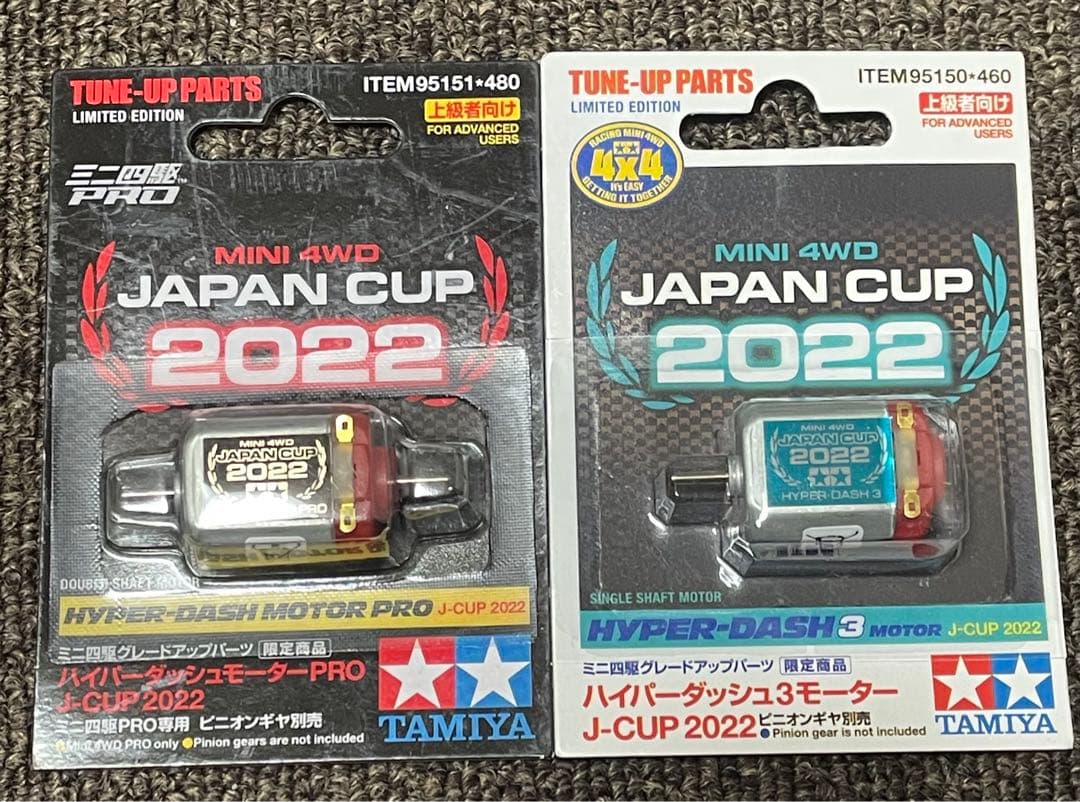 TUNE-UP PARTS
ITEM95151*480
LIMITED EDITION
上級者向け
FOR ADVANCED
USERS
ミニ四駆
PRO
MINI 4WD
JAPAN CUP
2022
MINI 4WD
JAPAN CUP
2022
PRO
DOUBLE SHAFT MOTOR
HYPER-DASH MOTOR PRO J-CUP 2022
ミニ四駆グレードアップパーツ 限定商品
ハイパーダッシュモーターPRO
J-CUP 2022
ミニ四駆PRO専用 ピニオンギヤ別売
Mini 4WD PRO only ●Pinion gears are not included
TAMIYA
TUNE-UP PARTS
ITEM95150*460
LIMITED EDITION
上級者向け
FOR ADVANCED
USERS
RACING MINI 4WD
4x4
It's EASY
GETTING IT TOGETHER
MINI 4WD
JAPAN CUP
2022
MINI 4WD
JAPAN CUP
2022
HYPER-DASH 3
SINGLE SHAFT MOTOR
HYPER-DASH 3 MOTOR J-CUP 2022
ミニ四駆グレードアップパーツ 限定商品
ハイパーダッシュ3モーター
J-CUP 2022 ピニオンギヤ別売
●Pinion gear is not included
TAMIYA